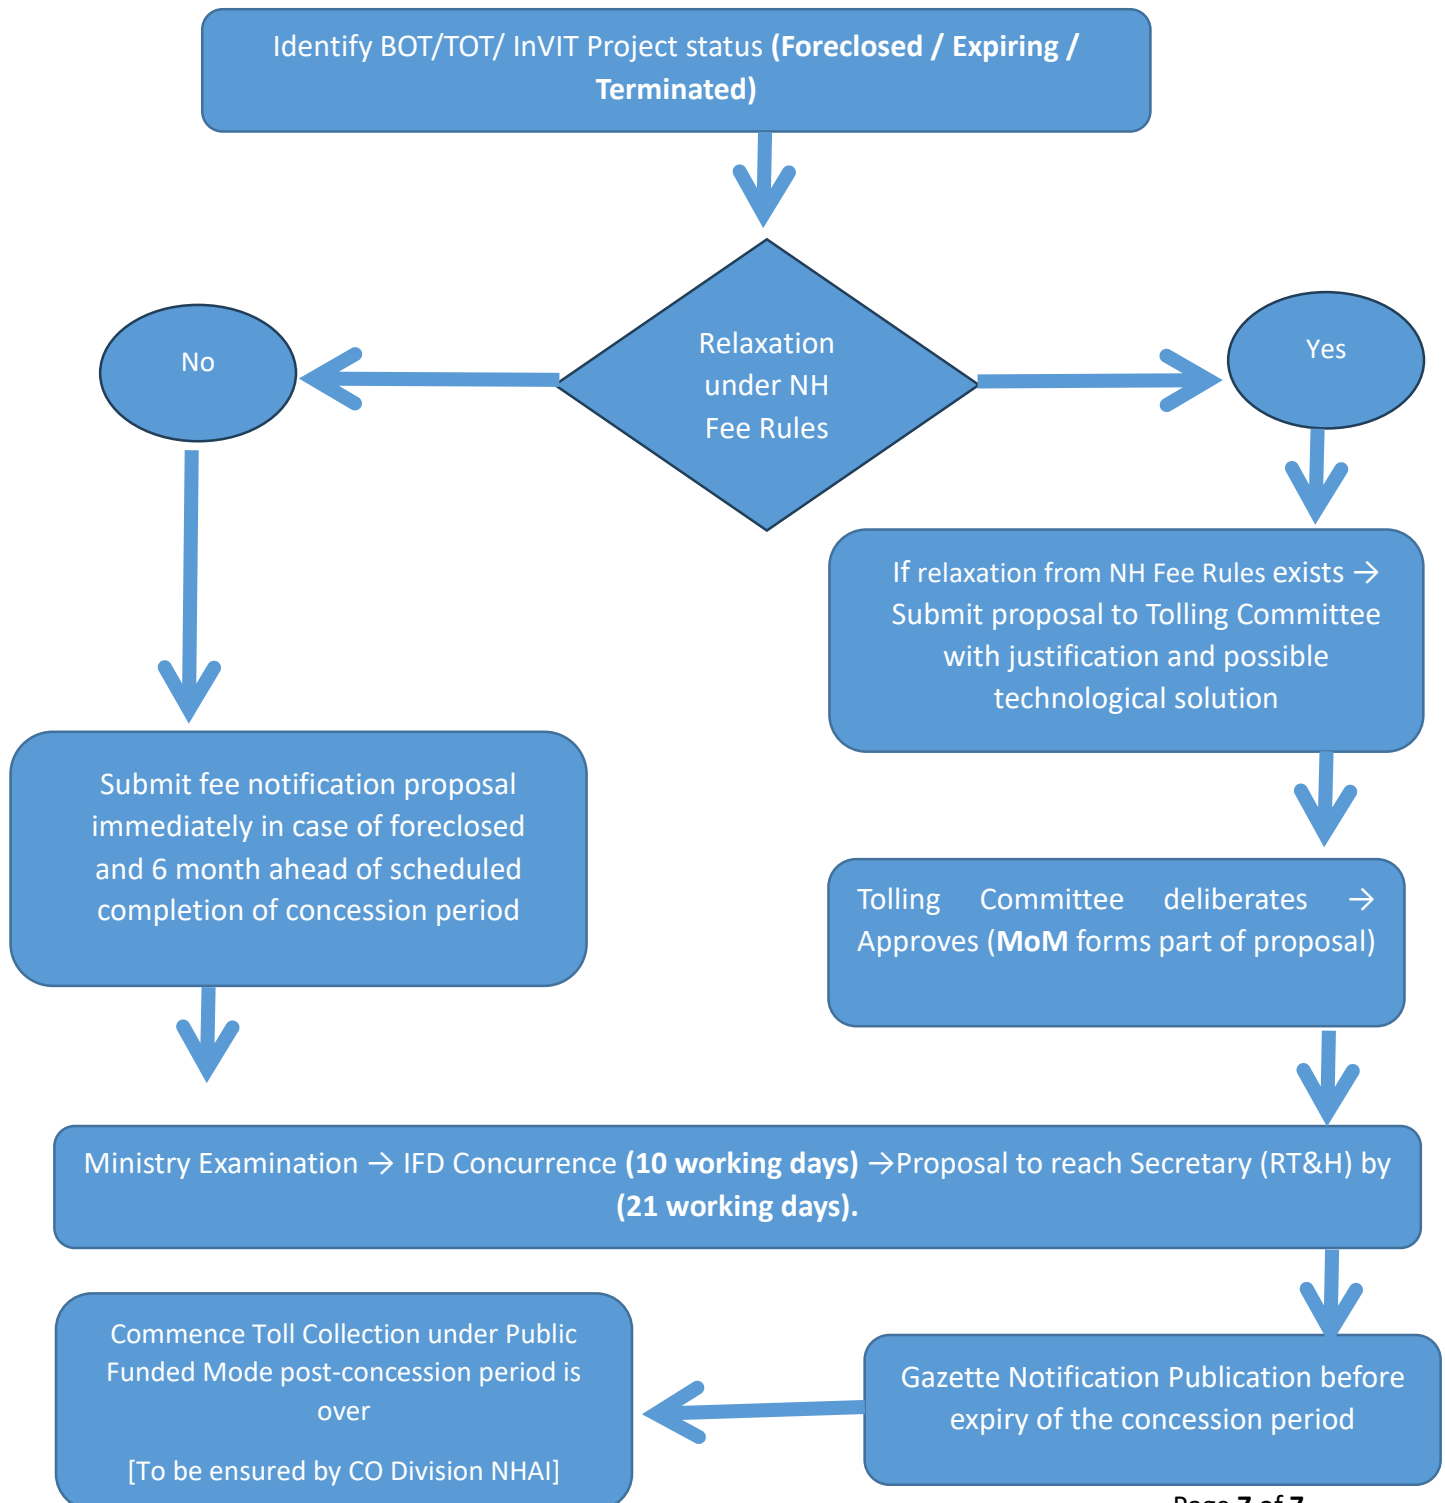 Identify BOT/TOT/ InVIT Project status (Foreclosed / Expiring /
Terminated)
Relaxation
under NH
Fee Rules
No
Yes
If relaxation from NH Fee Rules exists →
Submit proposal to Tolling Committee
with justification and possible
technological solution
Submit fee notification proposal
immediately in case of foreclosed
and 6 month ahead of scheduled
completion of concession period
Tolling Committee deliberates →
Approves (MoM forms part of proposal)
Ministry Examination → IFD Concurrence (10 working days) →Proposal to reach Secretary (RT&H) by
(21 working days).
Gazette Notification Publication before
expiry of the concession period
Commence Toll Collection under Public
Funded Mode post-concession period is
over
[To be ensured by CO Division NHAI]
Page 7 of 7